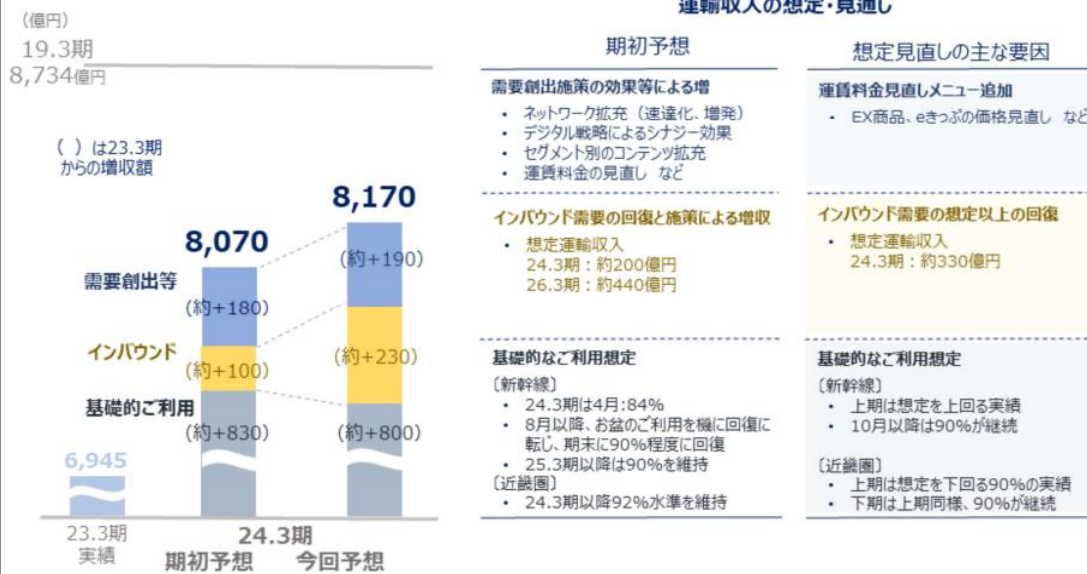 運輸収入の想定・見通し
（億円）
19.3期
8,734億円
（ ）は23.3期
からの増収額
8,170
8,070
需要創出等
(約+190)
(約+180)
インバウンド
(約+230)
(約+100)
基礎的ご利用
(約+830)
(約+800)
6,945
23.3期
実績
24.3期
期初予想
今回予想
期初予想
需要創出施策の効果等による増
• ネットワーク拡充（速達化、増発）
• デジタル戦略によるシナジー効果
• セグメント別のコンテンツ拡充
• 運賃料金の見直し など
インバウンド需要の回復と施策による増収
• 想定運輸収入
24.3期：約200億円
26.3期：約440億円
基礎的なご利用想定
〔新幹線〕
• 24.3期は4月:84%
• 8月以降、お盆のご利用を機に回復に
転じ、期末に90%程度に回復
• 25.3期以降は90%を維持
〔近畿圏〕
• 24.3期以降92%水準を維持
想定見直しの主な要因
運賃料金見直しメニュー追加
• EX商品、eきっぷの価格見直し など
インバウンド需要の想定以上の回復
• 想定運輸収入
24.3期：約330億円
基礎的なご利用想定
〔新幹線〕
• 上期は想定を上回る実績
• 10月以降は90%が継続
〔近畿圏〕
• 上期は想定を下回る90%の実績
• 下期は上期同様、90%が継続